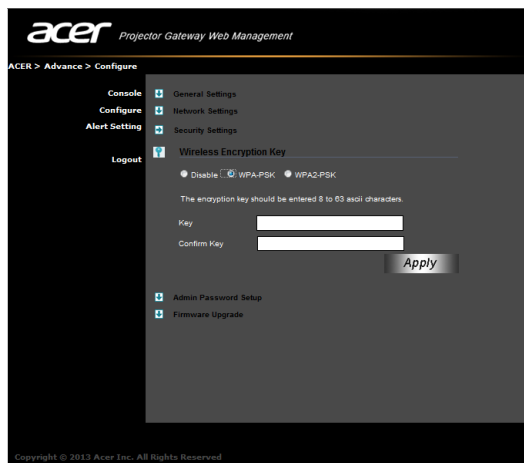 acer Projector Gateway Web Management
ACER > Advance > Configure
Console
Configure
Alert Setting
Logout
General Settings
Network Settings
Security Settings
Wireless Encryption Key
Disable WPA-PSK WPA2-PSK
The encryption key should be entered 8 to 63 ascii characters.
Key
Confirm Key
Apply
Admin Password Setup
Firmware Upgrade
Copyright © 2013 Acer Inc. All Rights Reserved